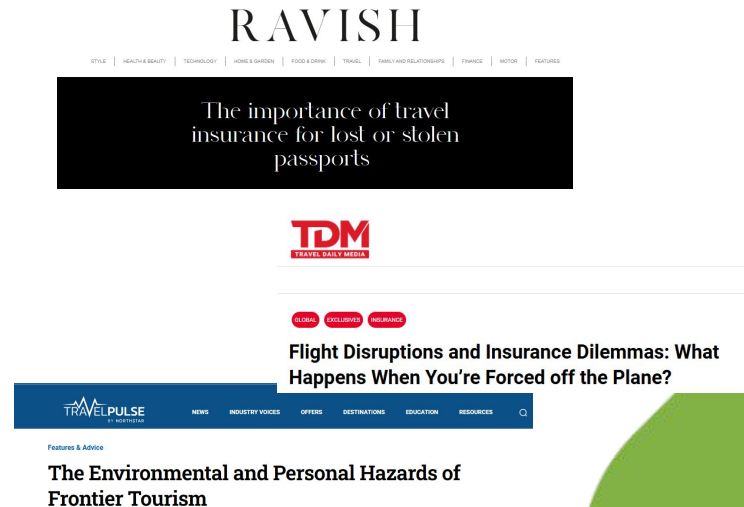 RAVISH
STYLE | HEALTH & BEAUTY | TECHNOLOGY | HOME & GARDEN | FOOD & DRINK | TRAVEL | FAMILY AND RELATIONSHIPS | FINANCE | MOTOR | FEATURES
The importance of travel
insurance for lost or stolen
passports
TDM
TRAVEL DAILY MEDIA
GLOBAL EXCLUSIVES INSURANCE
Flight Disruptions and Insurance Dilemmas: What
Happens When You're Forced off the Plane?
TRAVELPULSE
BY NORTHSTAR
NEWS INDUSTRY VOICES OFFERS DESTINATIONS EDUCATION RESOURCES
Features & Advice
The Environmental and Personal Hazards of
Frontier Tourism